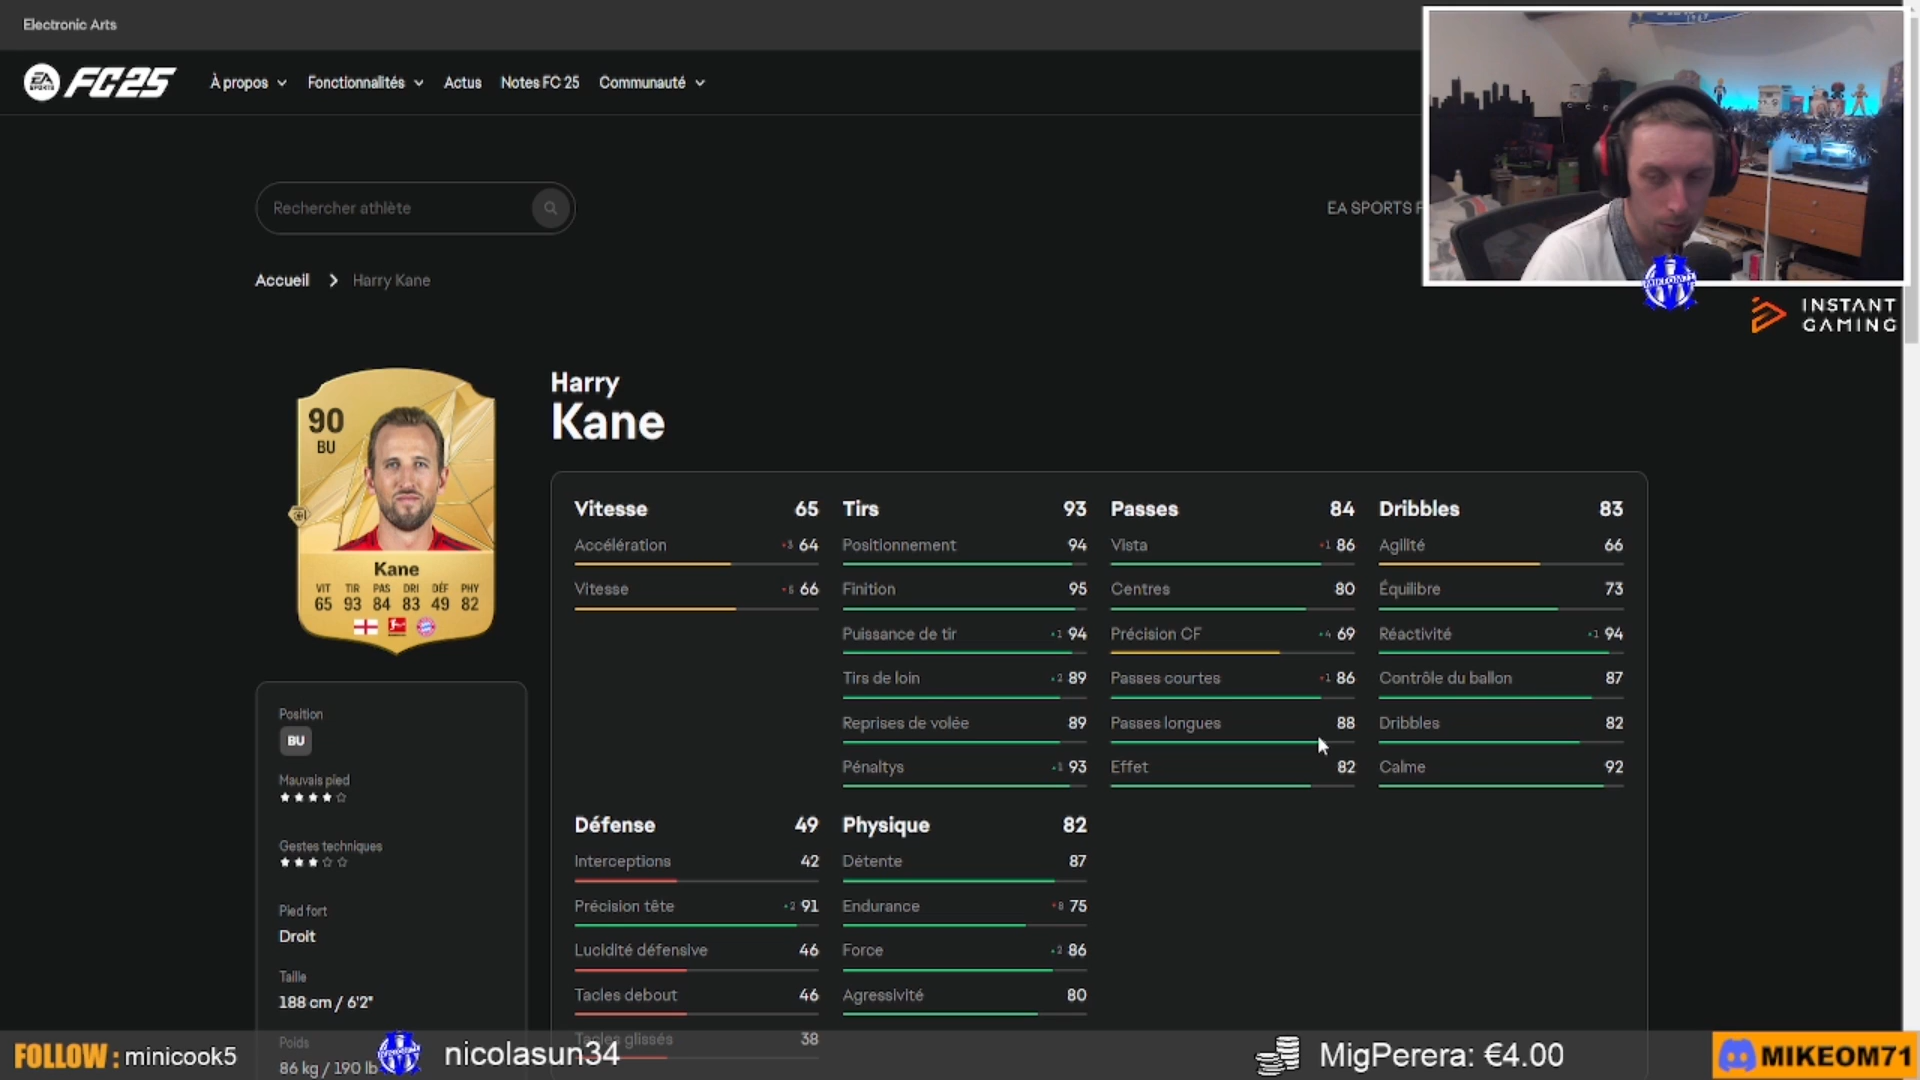 Electronic Arts
EA SPORTS FC25
À propos
Fonctionnalités
Actus
Notes FC 25
Communauté
Rechercher athlète
EA SPORTS F
INSTANT
GAMING
Accueil
Harry Kane
90
BU
Kane
VIT TIR PAS DRI DÉF PHY
65 93 84 83 49 82
Harry
Kane
Vitesse 65
Accélération 3 64
Vitesse 66
Tirs 93
Positionnement 94
Finition 95
Puissance de tir 1 94
Tirs de loin 2 89
Reprises de volée 89
Pénaltys 93
Passes 84
Vista 1 86
Centres 80
Précision CF 4 69
Passes courtes 1 86
Passes longues 88
Effet 82
Dribbles 83
Agilité 66
Équilibre 73
Réactivité 1 94
Contrôle du ballon 87
Dribbles 82
Calme 92
Défense 49
Interceptions 42
Précision tête 2 91
Lucidité défensive 46
Tacles debout 46
Tacles glissés 38
Physique 82
Détente 87
Endurance 8 75
Force 2 86
Agressivité 80
Position
BU
Mauvais pied
Gestes techniques
Pied fort
Droit
Taille
188 cm / 6'2"
Poids
86 kg / 190 lb
FOLLOW : minicook5
nicolasun34
MigPerera: €4.00
MIKEOM71